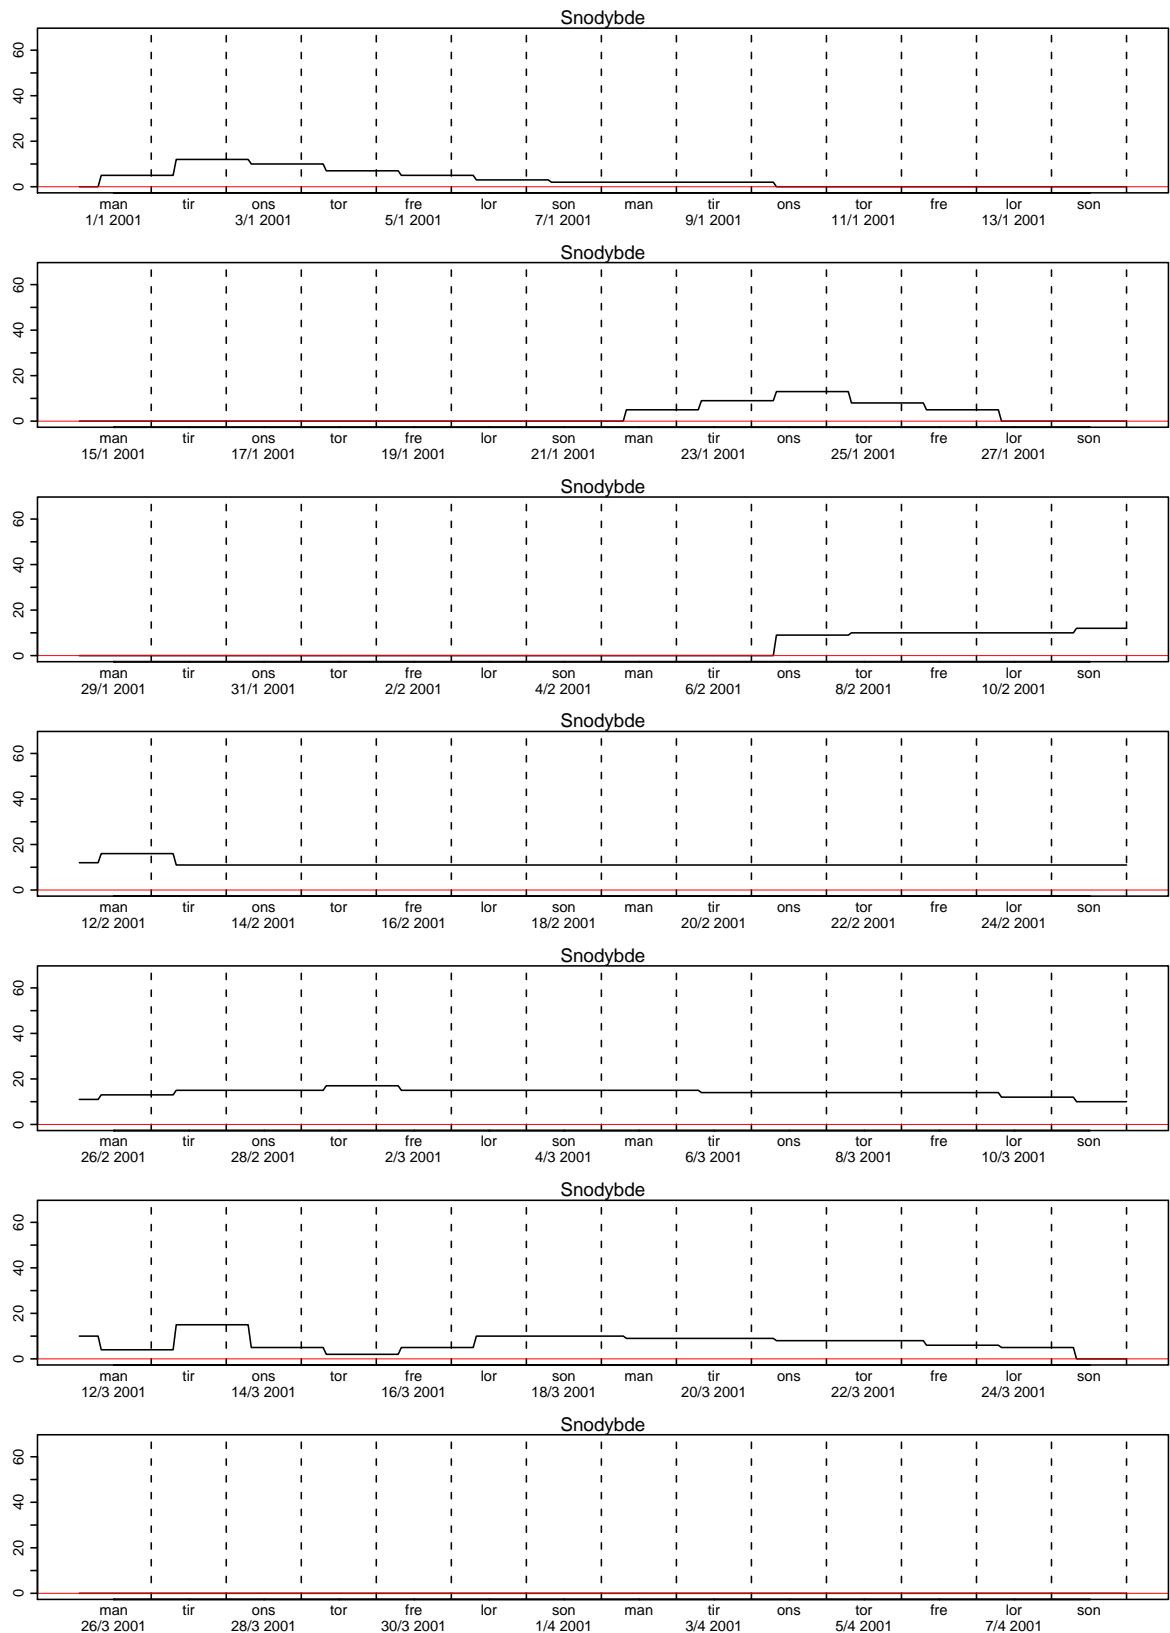 Snodybde
60
40
20
0
man tir ons tor fre lor son man tir ons tor fre lor son
1/1 2001 3/1 2001 5/1 2001 7/1 2001 9/1 2001 11/1 2001 13/1 2001
Snodybde
60
40
20
0
man tir ons tor fre lor son man tir ons tor fre lor son
15/1 2001 17/1 2001 19/1 2001 21/1 2001 23/1 2001 25/1 2001 27/1 2001
Snodybde
60
40
20
0
man tir ons tor fre lor son man tir ons tor fre lor son
29/1 2001 31/1 2001 2/2 2001 4/2 2001 6/2 2001 8/2 2001 10/2 2001
Snodybde
60
40
20
0
man tir ons tor fre lor son man tir ons tor fre lor son
12/2 2001 14/2 2001 16/2 2001 18/2 2001 20/2 2001 22/2 2001 24/2 2001
Snodybde
60
40
20
0
man tir ons tor fre lor son man tir ons tor fre lor son
26/2 2001 28/2 2001 2/3 2001 4/3 2001 6/3 2001 8/3 2001 10/3 2001
Snodybde
60
40
20
0
man tir ons tor fre lor son man tir ons tor fre lor son
12/3 2001 14/3 2001 16/3 2001 18/3 2001 20/3 2001 22/3 2001 24/3 2001
Snodybde
60
40
20
0
man tir ons tor fre lor son man tir ons tor fre lor son
26/3 2001 28/3 2001 30/3 2001 1/4 2001 3/4 2001 5/4 2001 7/4 2001